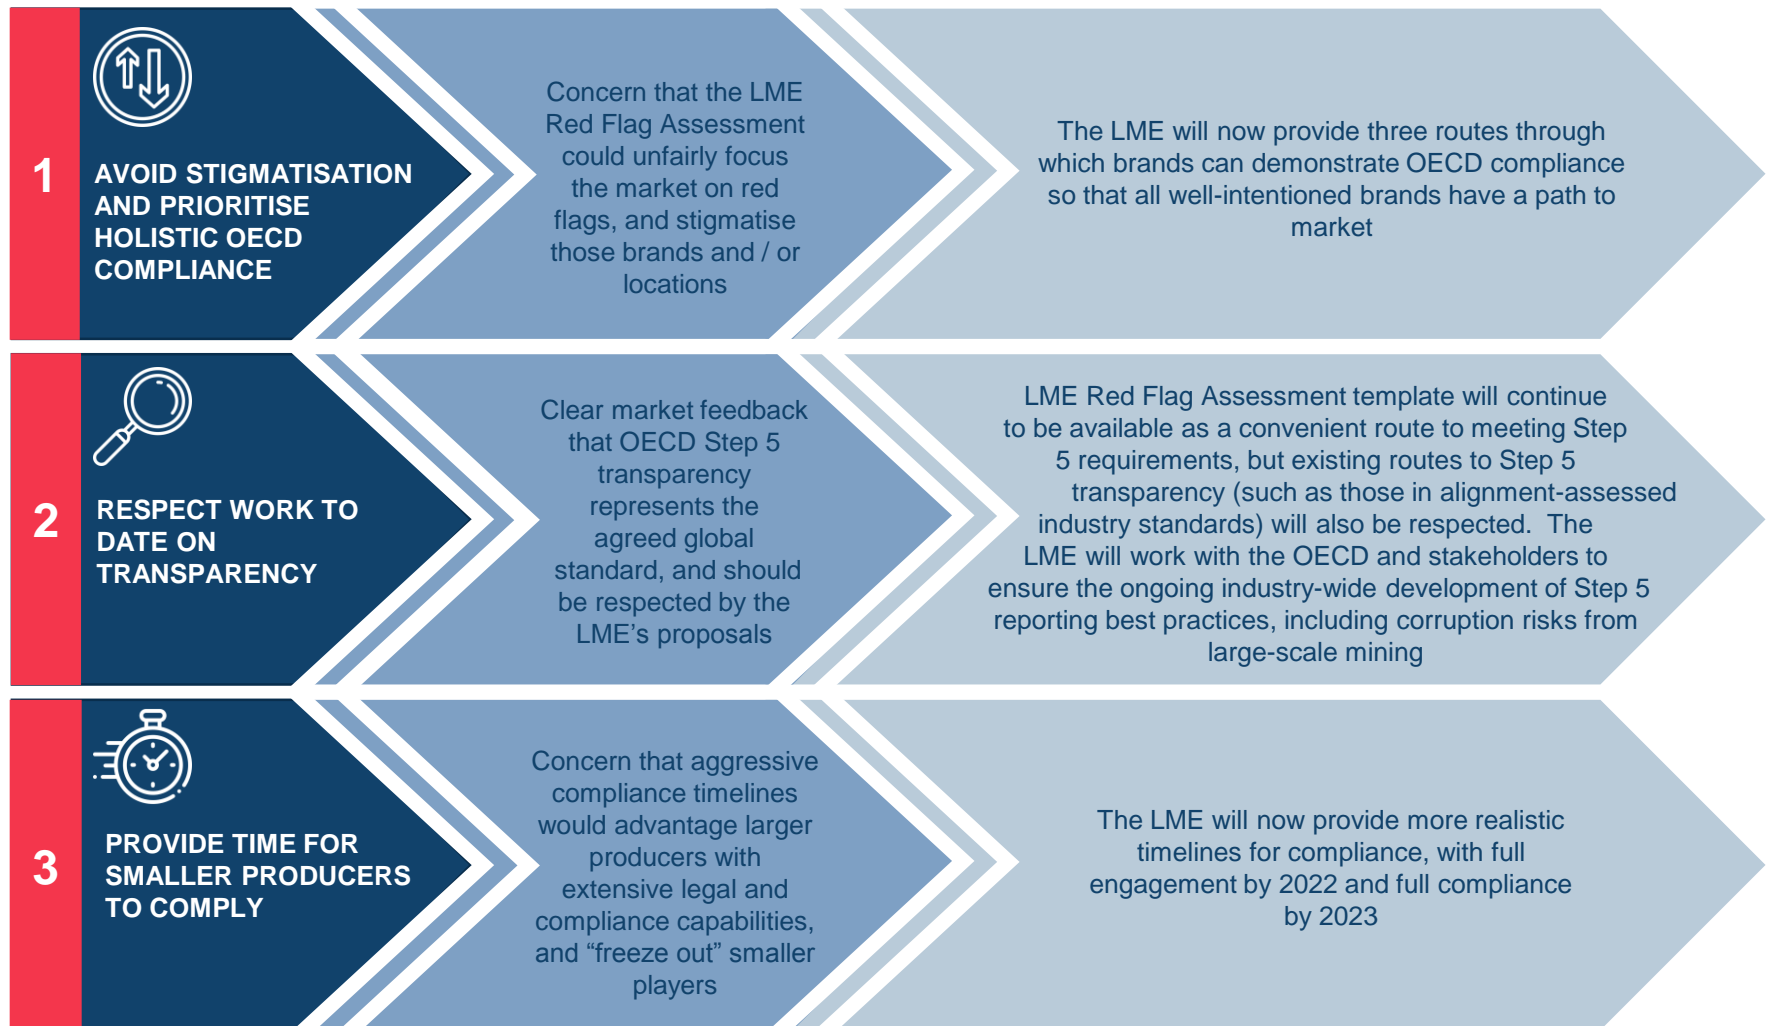 1
AVOID STIGMATISATION
AND PRIORITISE
HOLISTIC OECD
COMPLIANCE
Concern that the LME
Red Flag Assessment
could unfairly focus
the market on red
flags, and stigmatise
those brands and / or
locations
The LME will now provide three routes through
which brands can demonstrate OECD compliance
so that all well-intentioned brands have a path to
market
2
RESPECT WORK TO
DATE ON
TRANSPARENCY
Clear market feedback
that OECD Step 5
transparency
represents the
agreed global
standard, and should
be respected by the
LME’s proposals
LME Red Flag Assessment template will continue
to be available as a convenient route to meeting Step
5 requirements, but existing routes to Step 5
transparency (such as those in alignment-assessed
industry standards) will also be respected.  The
LME will work with the OECD and stakeholders to
ensure the ongoing industry-wide development of Step 5
reporting best practices, including corruption risks from
large-scale mining
3
PROVIDE TIME FOR
SMALLER PRODUCERS
TO COMPLY
Concern that aggressive
compliance timelines
would advantage larger
producers with
extensive legal and
compliance capabilities,
and “freeze out” smaller
players
The LME will now provide more realistic
timelines for compliance, with full
engagement by 2022 and full compliance
by 2023